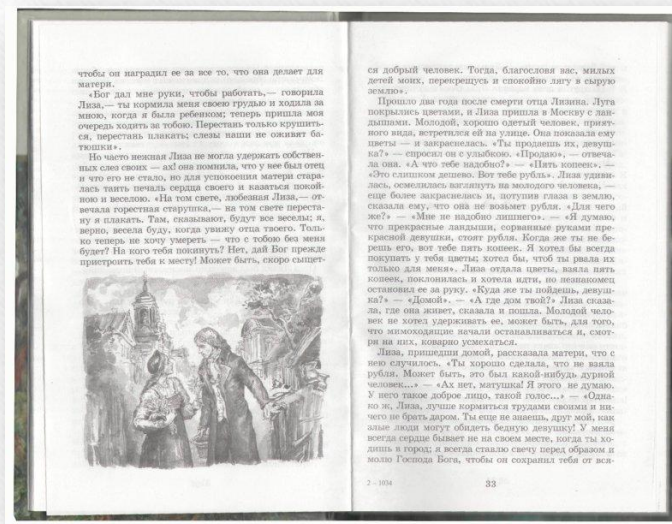 чтобы он наградил ее за все то, что она делает для
матери.
«Бог дал мне руки, чтобы работать,— говорила
Лиза,— ты кормила меня своею грудью и ходила за
мною, когда я была ребенком; теперь пришла моя
очередь ходить за тобою. Перестань только крушить-
ся, перестань плакать; слезы наши не оживят ба-
тюшки».
Но часто нежная Лиза не могла удержать собствен-
ных слез своих — ах! она помнила, что у нее был отец
и что его не стало, но для успокоения матери стара-
лась таить печаль сердца своего и казаться покой-
ною и веселою. «На том свете, любезная Лиза,— от-
вечала горестная старушка,— на том свете переста-
ну я плакать. Там, сказывают, будут все веселы; я,
верно, весела буду, когда увижу отца твоего. Толь-
ко теперь не хочу умереть — что с тобою без меня
будет? На кого тебя покинуть? Нет, дай Бог прежде
пристроить тебя к месту! Может быть, скоро сыщет-
ся добрый человек. Тогда, благословя вас, милых
детей моих, перекрещусь и спокойно лягу в сырую
землю».
Прошло два года после смерти отца Лизина. Луга
покрылись цветами, и Лиза пришла в Москву с лан-
дышами. Молодой, хорошо одетый человек, прият-
ного вида, встретился ей на улице. Она показала ему
цветы — и закраснелась. «Ты продаешь их, девуш-
ка?» — спросил он с улыбкою. «Продаю», — отвеча-
ла она. «А что тебе надобно?» — «Пять копеек», —
«Это слишком дешево. Вот тебе рубль». Лиза удиви-
лась, осмелилась взглянуть на молодого человека, —
еще более закраснелась и, потупив глаза в землю,
сказала ему, что она не возьмет рубля. «Для чего
же?» — «Мне не надобно лишнего». — «Я думаю,
что прекрасные ландыши, сорванные руками пре-
красной девушки, стоят рубля. Когда же ты не бе-
решь его, вот тебе пять копеек. Я хотел бы всегда
покупать у тебя цветы; хотел бы, чтоб ты рвала их
только для меня». Лиза отдала цветы, взяла пять
копеек, поклонилась и хотела идти, но незнакомец
остановил ее за руку. «Куда же ты пойдешь, девуш-
ка?» — «Домой». — «А где дом твой?» Лиза сказа-
ла, где она живет, сказала и пошла. Молодой чело-
век не хотел удерживать ее, может быть, для того,
что мимоходящие начали останавливаться и, смот-
ря на них, коварно усмехаться.
Лиза, пришедши домой, рассказала матери, что с
нею случилось. «Ты хорошо сделала, что не взяла
рубля. Может быть, это был какой-нибудь дурной
человек...» — «Ах нет, матушка! Я этого не думаю.
У него такое доброе лицо, такой голос...» — «Одна-
ко ж, Лиза, лучше кормиться трудами своими и ни-
чего не брать даром. Ты еще не знаешь, друг мой, как
злые люди могут обидеть бедную девушку! У меня
всегда сердце бывает не на своем месте, когда ты хо-
дишь в город; я всегда ставлю свечу перед образом и
молю Господа Бога, чтобы он сохранил тебя от вся-
2 – 1034
33